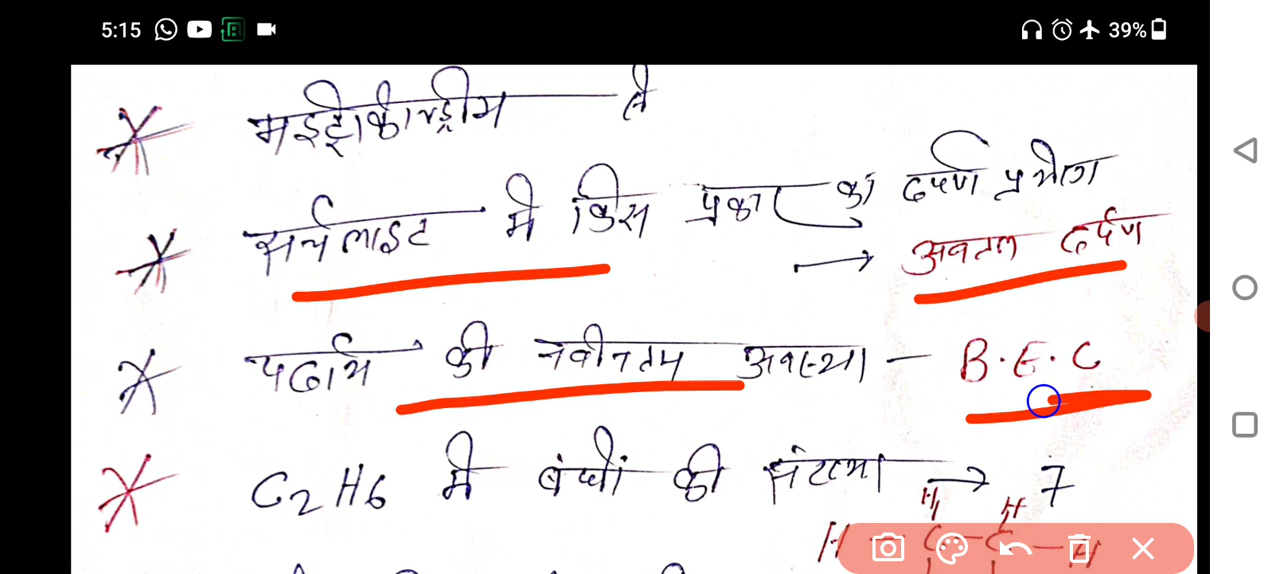 5:15 39%
माइटोकोण्ड्रीय से
सर्चलाइट में किस प्रकार का दर्पण प्रयोग
→ अवतल दर्पण
पदार्थ की नवीनतम अवस्था - B.E.C
C2H6 में बंधों की संख्या → 7
H H
H - C - C - H